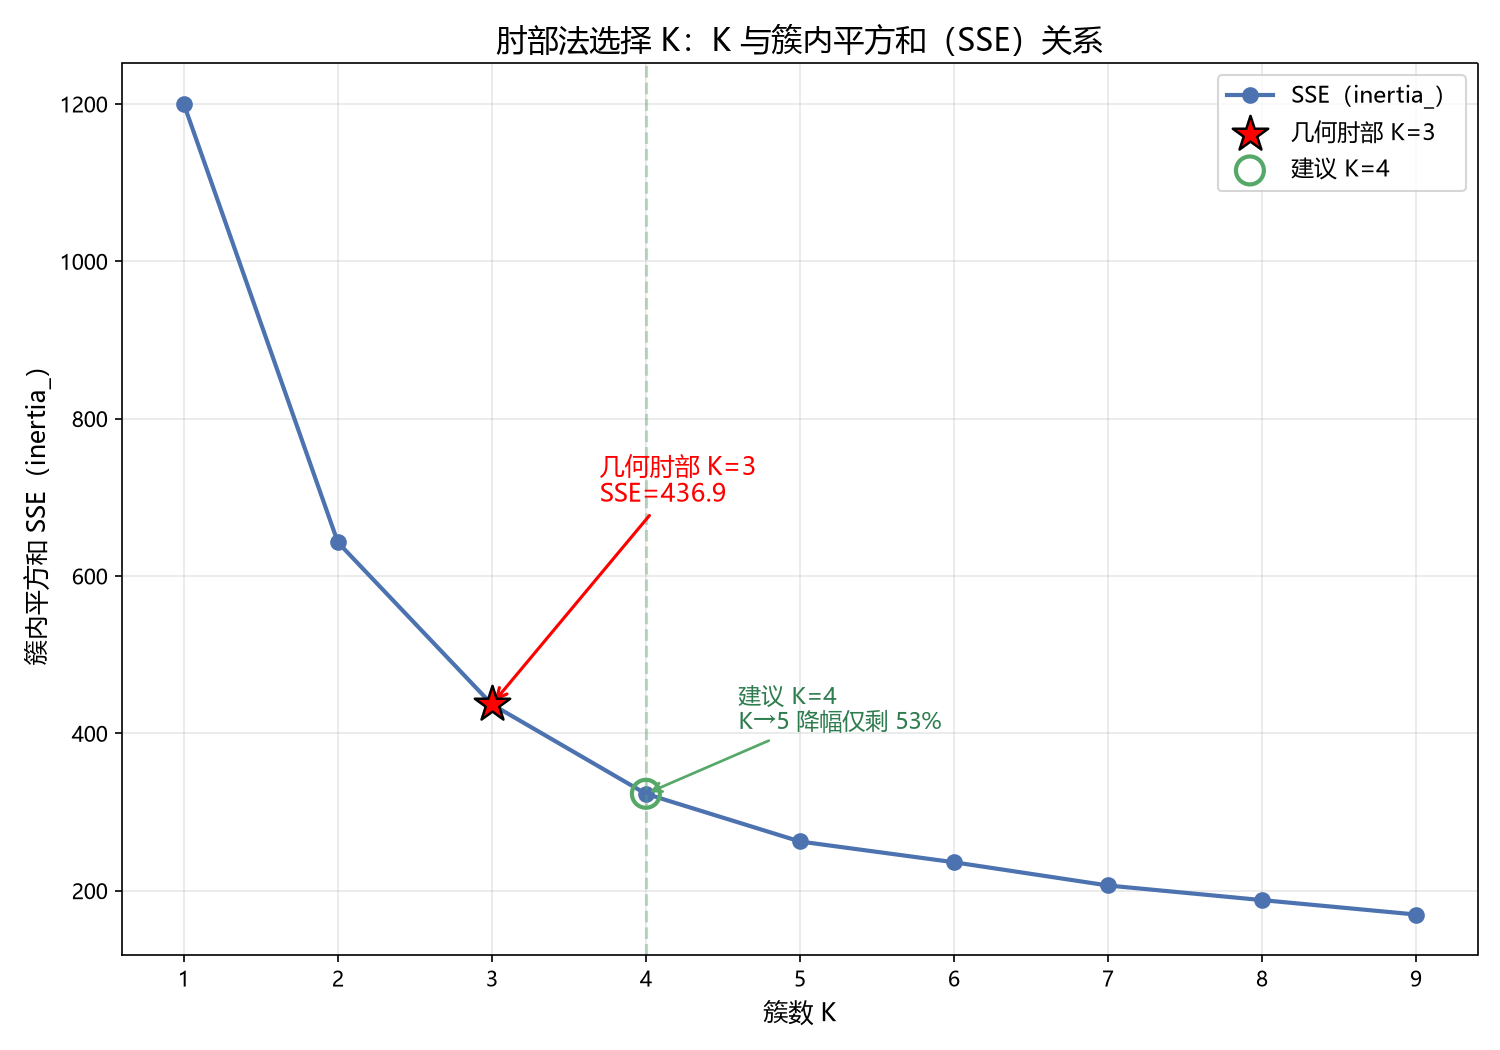 肘部法选择 K：K 与簇内平方和（SSE）关系
SSE（inertia_）
几何肘部 K=3
建议 K=4
1200
1000
800
600
400
200
簇内平方和 SSE（inertia_）
几何肘部 K=3
SSE=436.9
建议 K=4
K→5 降幅仅剩 53%
1 2 3 4 5 6 7 8 9
簇数 K